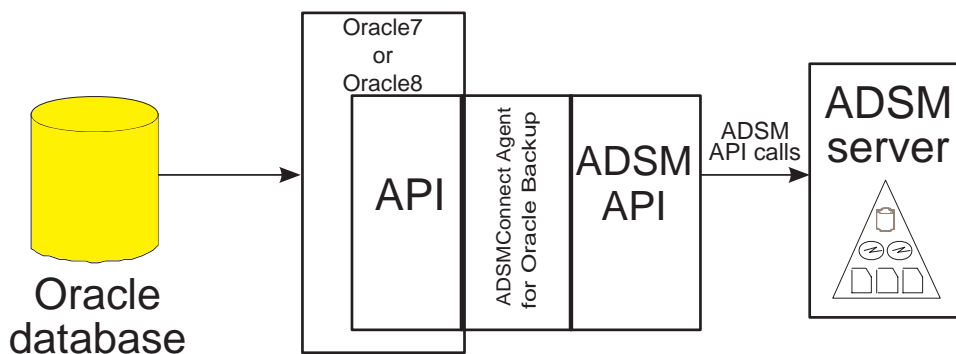 Oracle7
or
Oracle8
Oracle
database
API
ADSMConnect Agent
for Oracle Backup
ADSM
API
ADSM
API calls
ADSM
server